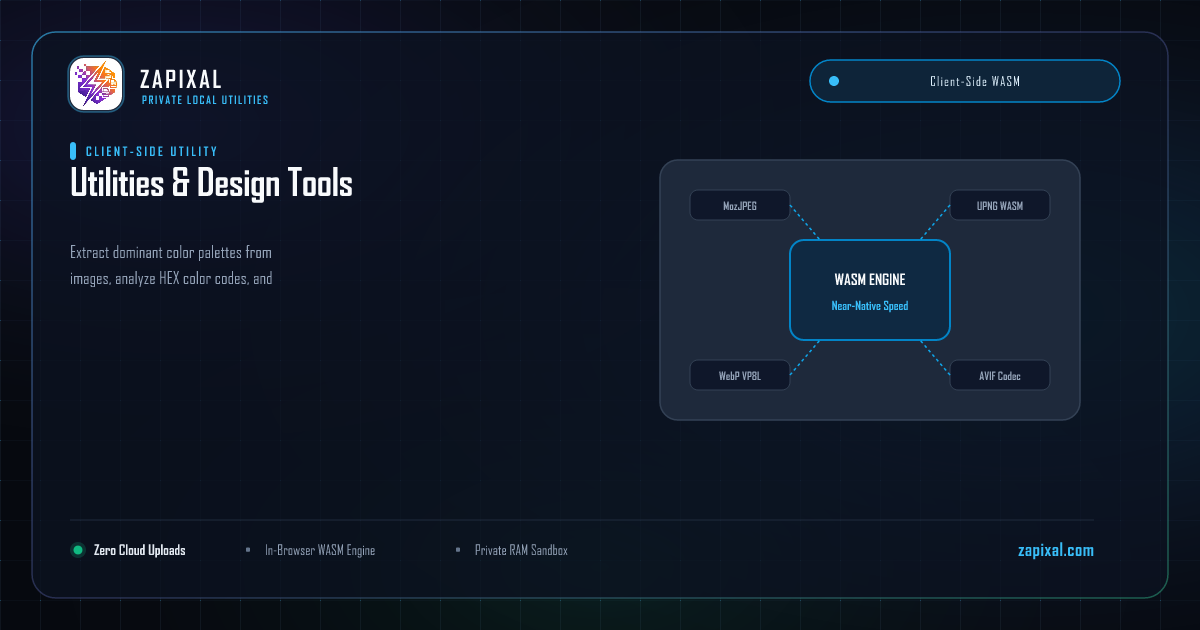 ZAPIXAL
PRIVATE LOCAL UTILITIES
Client-Side WASM
CLIENT-SIDE UTILITY
Utilities & Design Tools
Extract dominant color palettes from
images, analyze HEX color codes, and
MozJPEG
UPNG WASM
WASM ENGINE
Near-Native Speed
WebP VP8L
AVIF Codec
Zero Cloud Uploads
In-Browser WASM Engine
Private RAM Sandbox
zapixal.com